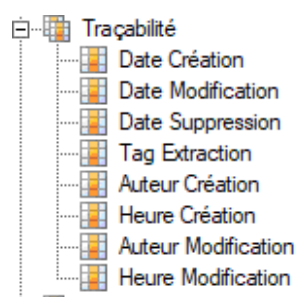 Traçabilité
Date Création
Date Modification
Date Suppression
Tag Extraction
Auteur Création
Heure Création
Auteur Modification
Heure Modification